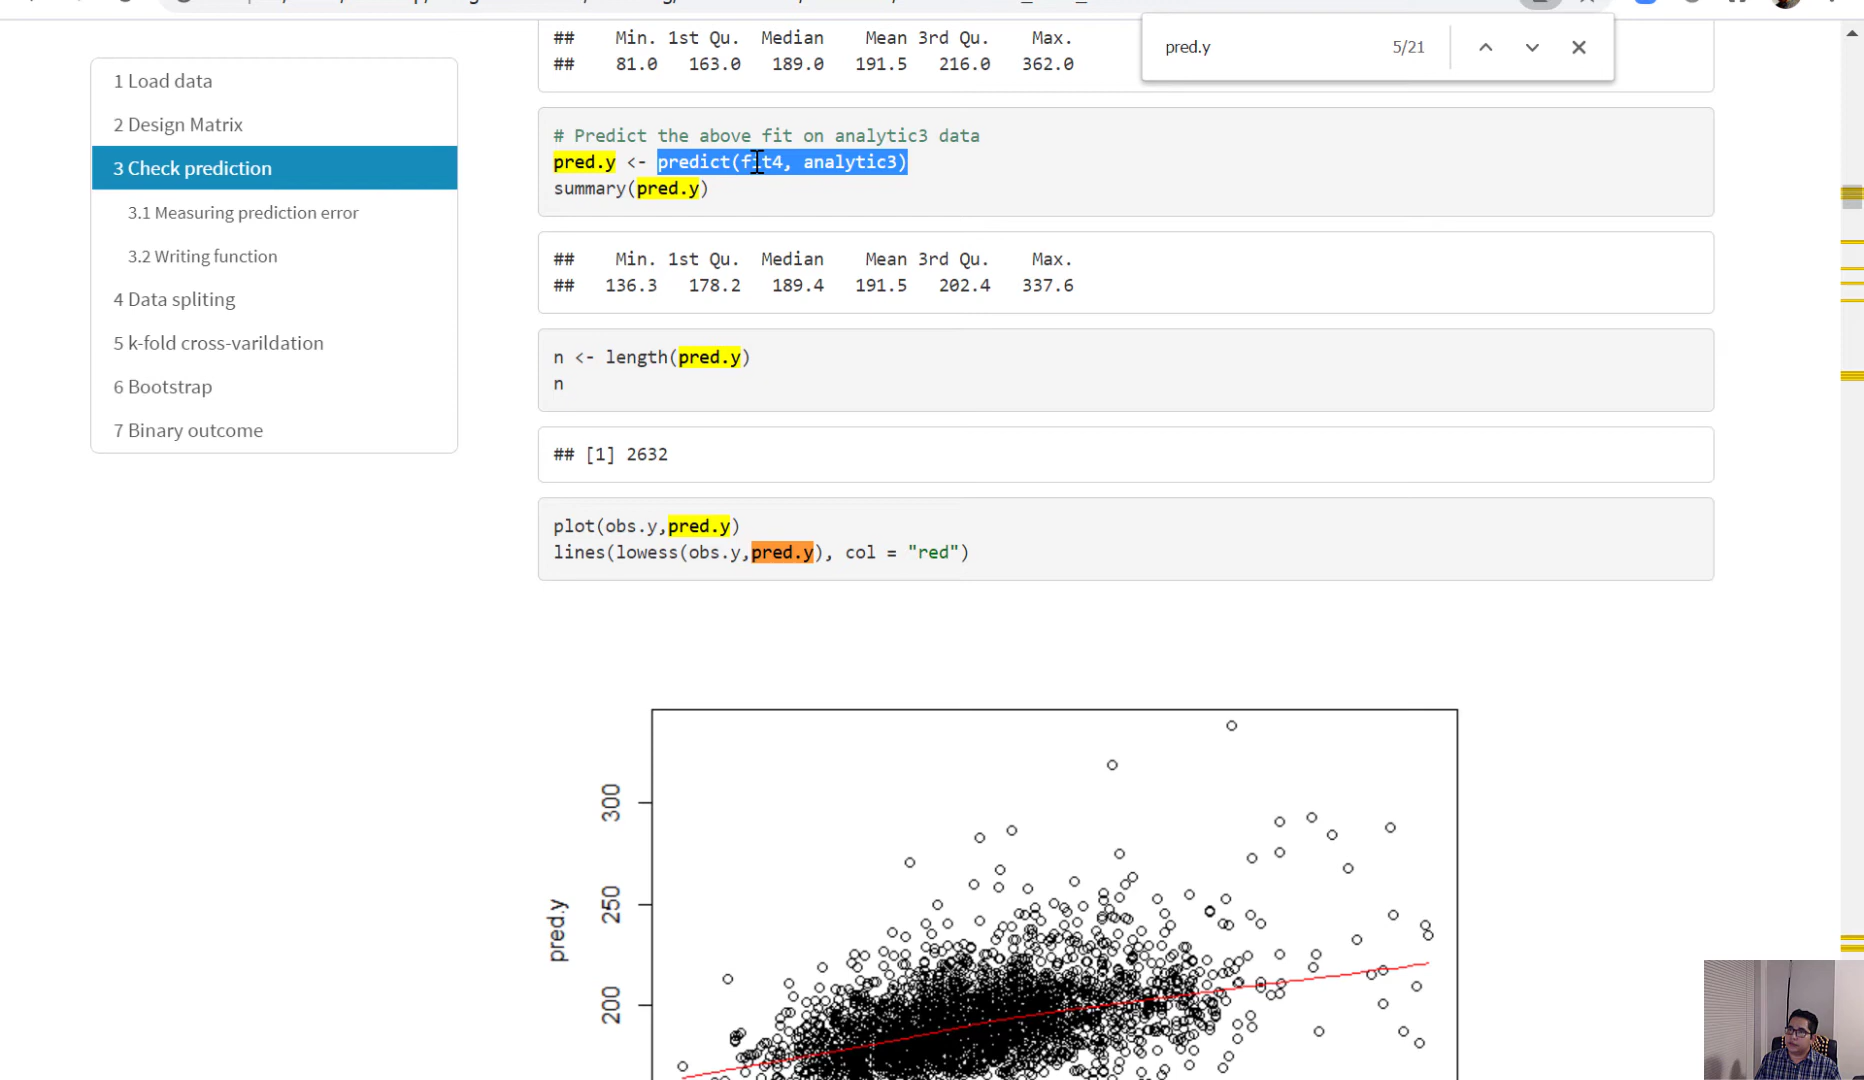 pred.y 5/21
1 Load data
2 Design Matrix
3 Check prediction
3.1 Measuring prediction error
3.2 Writing function
4 Data spliting
5 k-fold cross-varildation
6 Bootstrap
7 Binary outcome
## Min. 1st Qu. Median Mean 3rd Qu. Max.
## 81.0 163.0 189.0 191.5 216.0 362.0
# Predict the above fit on analytic3 data
pred.y <- predict(fit4, analytic3)
summary(pred.y)
## Min. 1st Qu. Median Mean 3rd Qu. Max.
## 136.3 178.2 189.4 191.5 202.4 337.6
n <- length(pred.y)
n
## [1] 2632
plot(obs.y,pred.y)
lines(lowess(obs.y,pred.y), col = "red")
300
250
200
pred.y